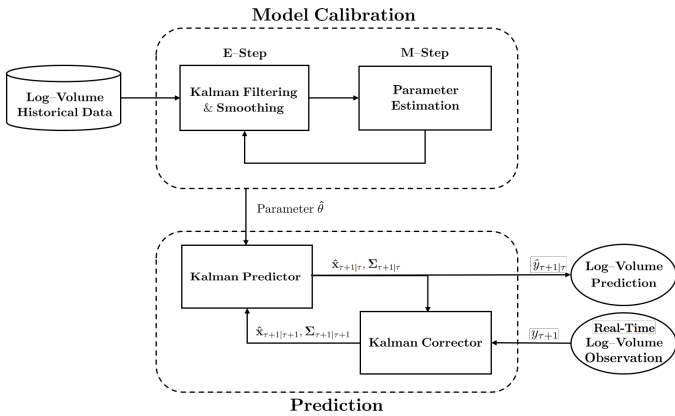 Model Calibration
E–Step
M–Step
Log–Volume
Historical Data
Kalman Filtering
& Smoothing
Parameter
Estimation
Parameter θ̂
Kalman Predictor
x̂τ+1|τ, Στ+1|τ
ŷτ+1|τ
Log–Volume
Prediction
x̂τ+1|τ+1, Στ+1|τ+1
Kalman Corrector
yτ+1
Real-Time
Log–Volume
Observation
Prediction